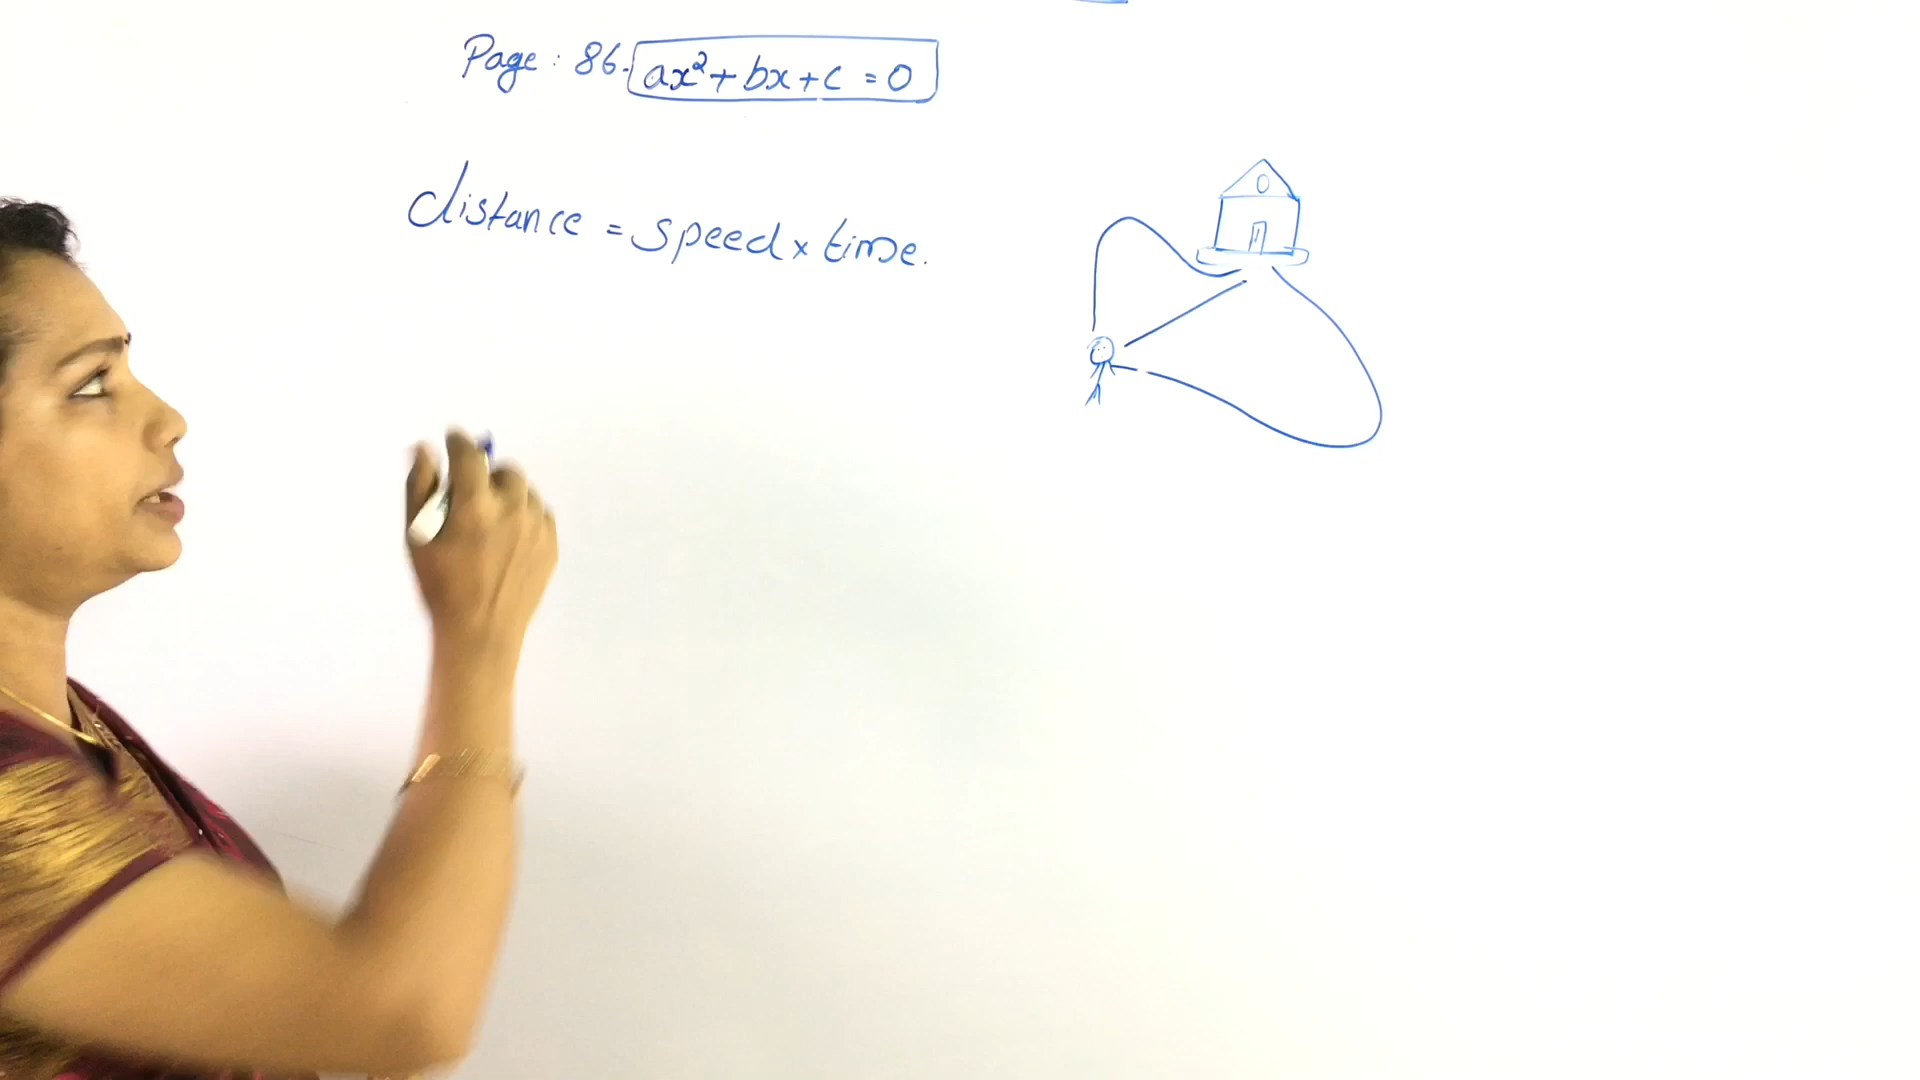 Page : 86. ax²+bx+c=0
distance = speed × time.